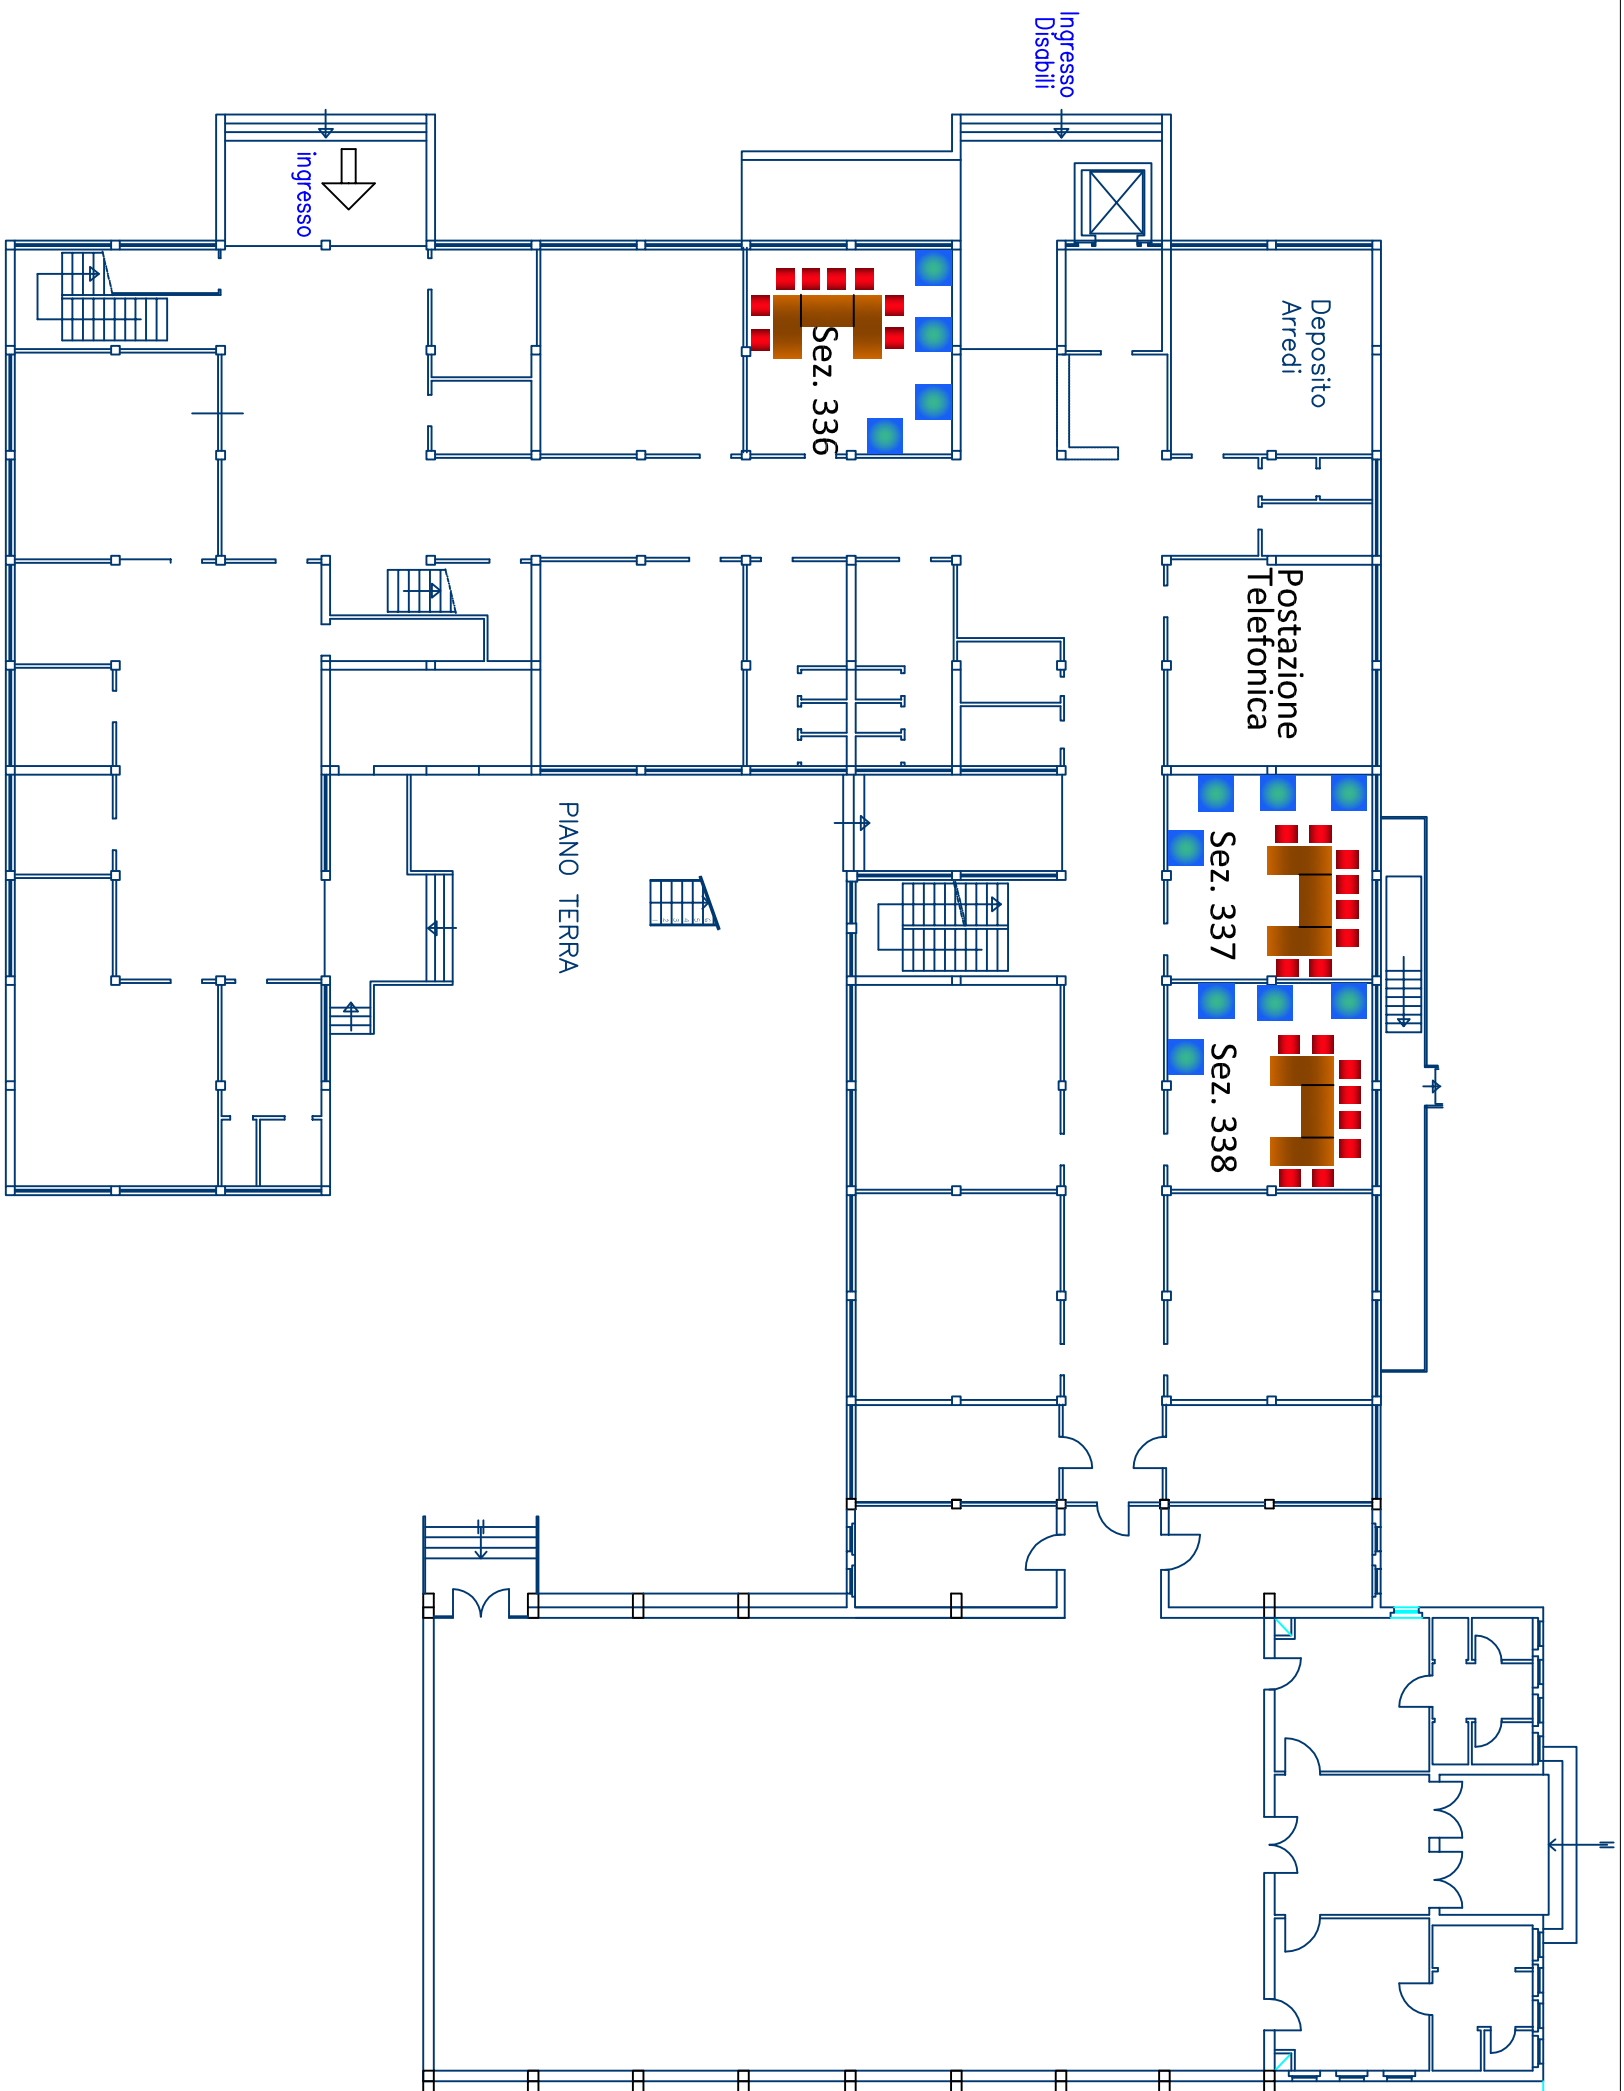 Ingresso
Disabili
ingresso
Deposito
Arredi
Sez. 336
Postazione
Telefonica
Sez. 337
PIANO TERRA
Sez. 338